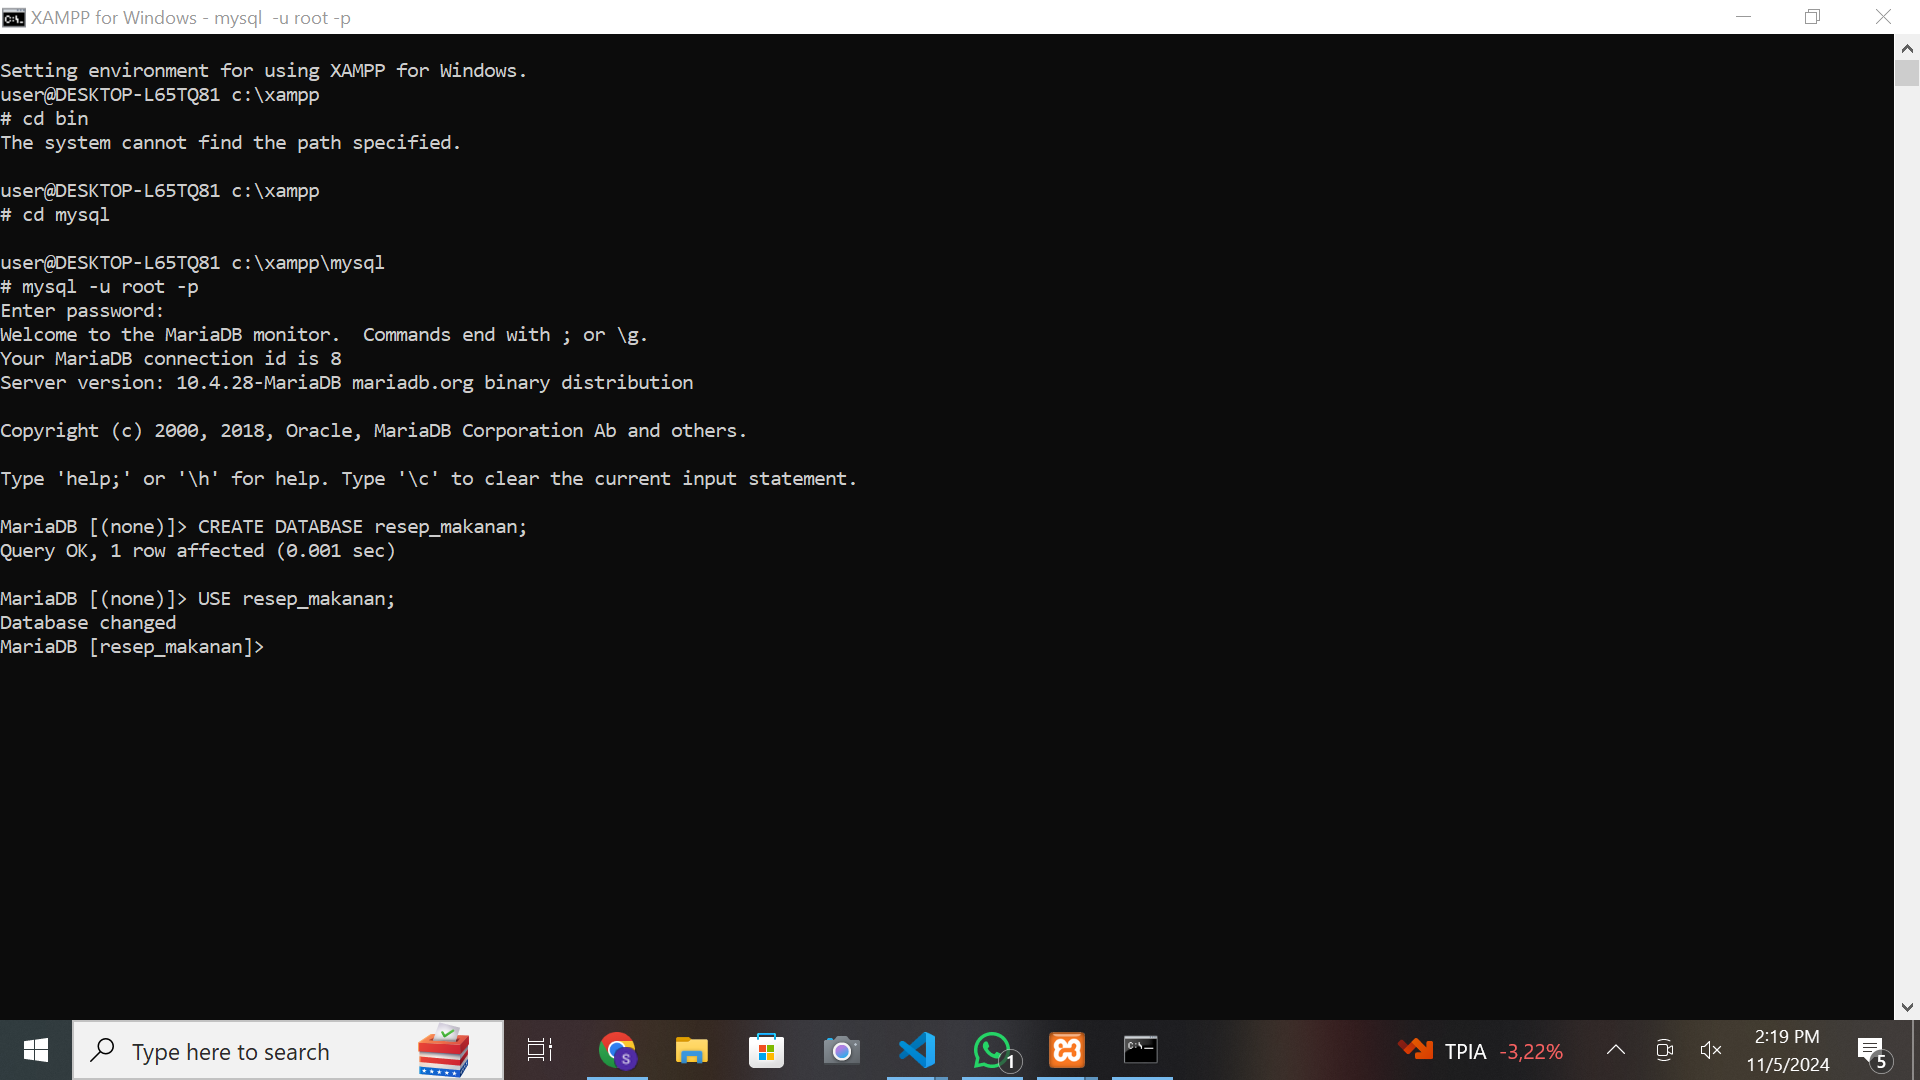 XAMPP for Windows - mysql  -u root -p
Setting environment for using XAMPP for Windows.
user@DESKTOP-L65TQ81 c:\xampp
# cd bin
The system cannot find the path specified.
user@DESKTOP-L65TQ81 c:\xampp
# cd mysql
user@DESKTOP-L65TQ81 c:\xampp\mysql
# mysql -u root -p
Enter password:
Welcome to the MariaDB monitor.  Commands end with ; or \g.
Your MariaDB connection id is 8
Server version: 10.4.28-MariaDB mariadb.org binary distribution
Copyright (c) 2000, 2018, Oracle, MariaDB Corporation Ab and others.
Type 'help;' or '\h' for help. Type '\c' to clear the current input statement.
MariaDB [(none)]> CREATE DATABASE resep_makanan;
Query OK, 1 row affected (0.001 sec)
MariaDB [(none)]> USE resep_makanan;
Database changed
MariaDB [resep_makanan]>
Type here to search
S
1
TPIA -3,22%
2:19 PM
11/5/2024
5